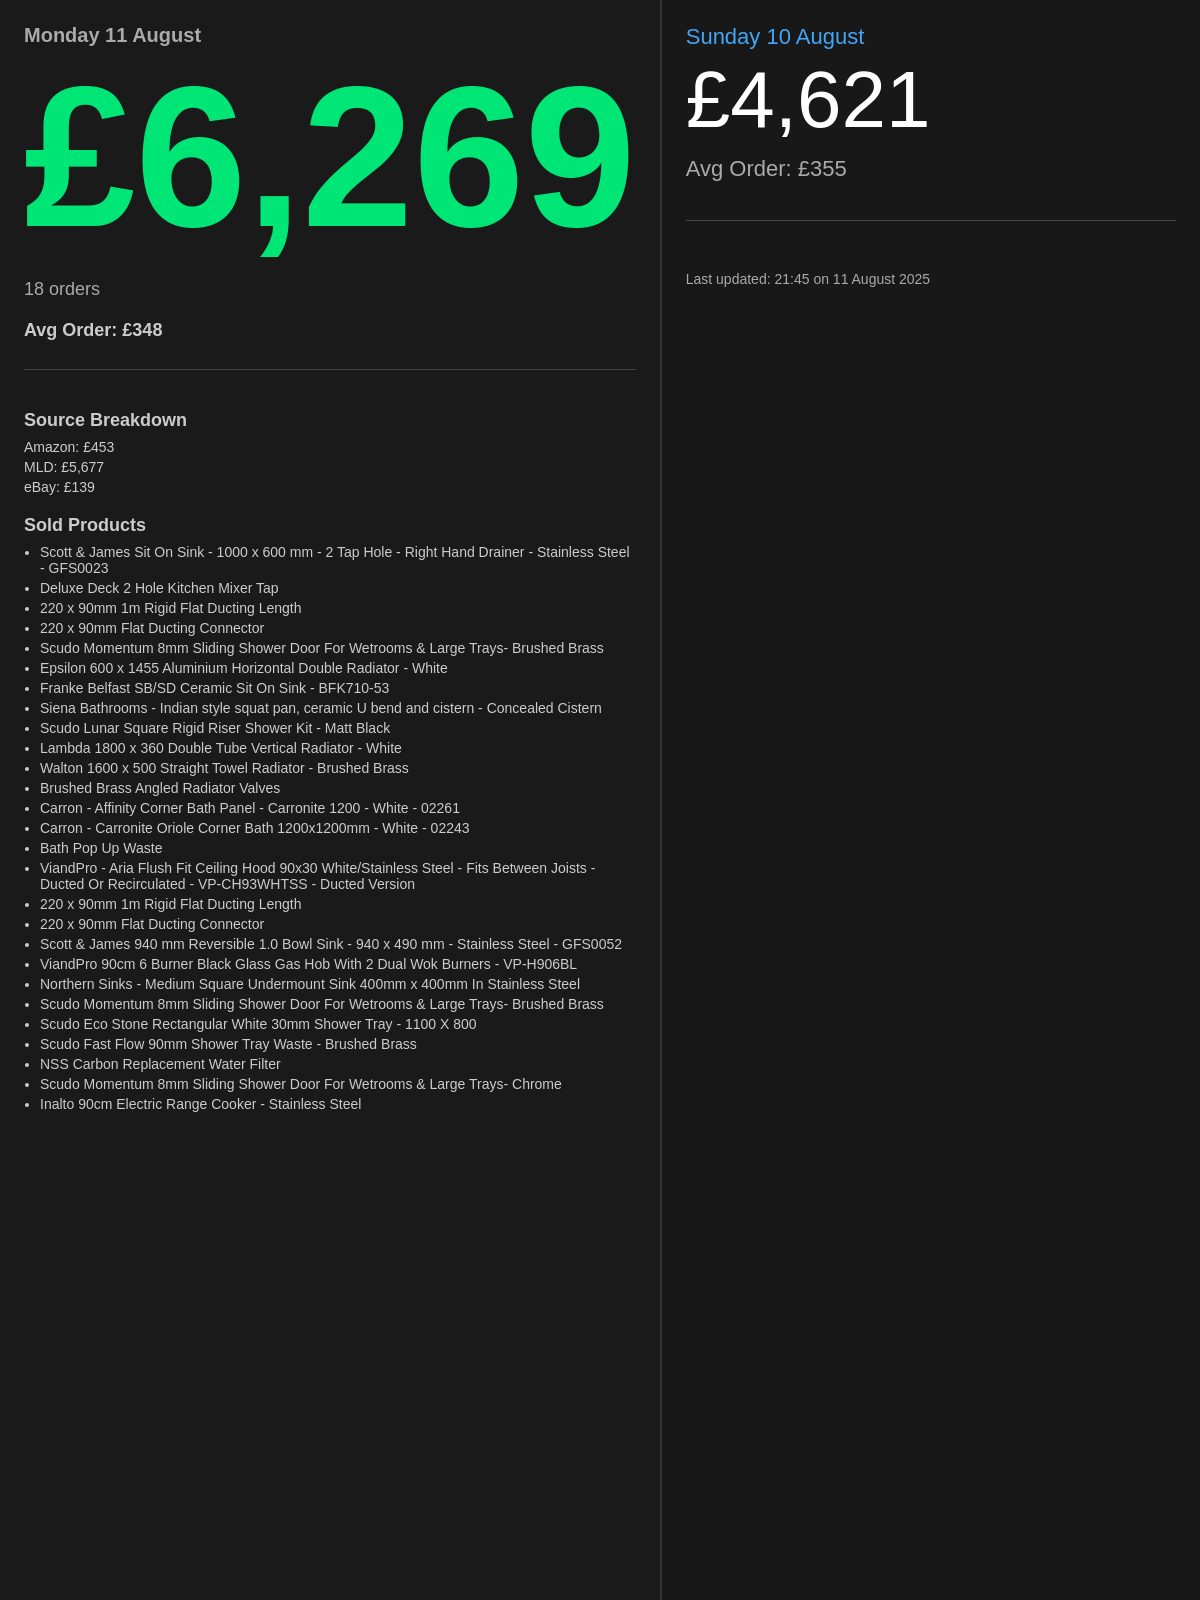 Monday 11 August
£6,269
18 orders
Avg Order: £348
Source Breakdown
Amazon: £453
MLD: £5,677
eBay: £139
Sold Products
• Scott & James Sit On Sink - 1000 x 600 mm - 2 Tap Hole - Right Hand Drainer - Stainless Steel
- GFS0023
• Deluxe Deck 2 Hole Kitchen Mixer Tap
• 220 x 90mm 1m Rigid Flat Ducting Length
• 220 x 90mm Flat Ducting Connector
• Scudo Momentum 8mm Sliding Shower Door For Wetrooms & Large Trays- Brushed Brass
• Epsilon 600 x 1455 Aluminium Horizontal Double Radiator - White
• Franke Belfast SB/SD Ceramic Sit On Sink - BFK710-53
• Siena Bathrooms - Indian style squat pan, ceramic U bend and cistern - Concealed Cistern
• Scudo Lunar Square Rigid Riser Shower Kit - Matt Black
• Lambda 1800 x 360 Double Tube Vertical Radiator - White
• Walton 1600 x 500 Straight Towel Radiator - Brushed Brass
• Brushed Brass Angled Radiator Valves
• Carron - Affinity Corner Bath Panel - Carronite 1200 - White - 02261
• Carron - Carronite Oriole Corner Bath 1200x1200mm - White - 02243
• Bath Pop Up Waste
• ViandPro - Aria Flush Fit Ceiling Hood 90x30 White/Stainless Steel - Fits Between Joists -
Ducted Or Recirculated - VP-CH93WHTSS - Ducted Version
• 220 x 90mm 1m Rigid Flat Ducting Length
• 220 x 90mm Flat Ducting Connector
• Scott & James 940 mm Reversible 1.0 Bowl Sink - 940 x 490 mm - Stainless Steel - GFS0052
• ViandPro 90cm 6 Burner Black Glass Gas Hob With 2 Dual Wok Burners - VP-H906BL
• Northern Sinks - Medium Square Undermount Sink 400mm x 400mm In Stainless Steel
• Scudo Momentum 8mm Sliding Shower Door For Wetrooms & Large Trays- Brushed Brass
• Scudo Eco Stone Rectangular White 30mm Shower Tray - 1100 X 800
• Scudo Fast Flow 90mm Shower Tray Waste - Brushed Brass
• NSS Carbon Replacement Water Filter
• Scudo Momentum 8mm Sliding Shower Door For Wetrooms & Large Trays- Chrome
• Inalto 90cm Electric Range Cooker - Stainless Steel
Sunday 10 August
£4,621
Avg Order: £355
Last updated: 21:45 on 11 August 2025